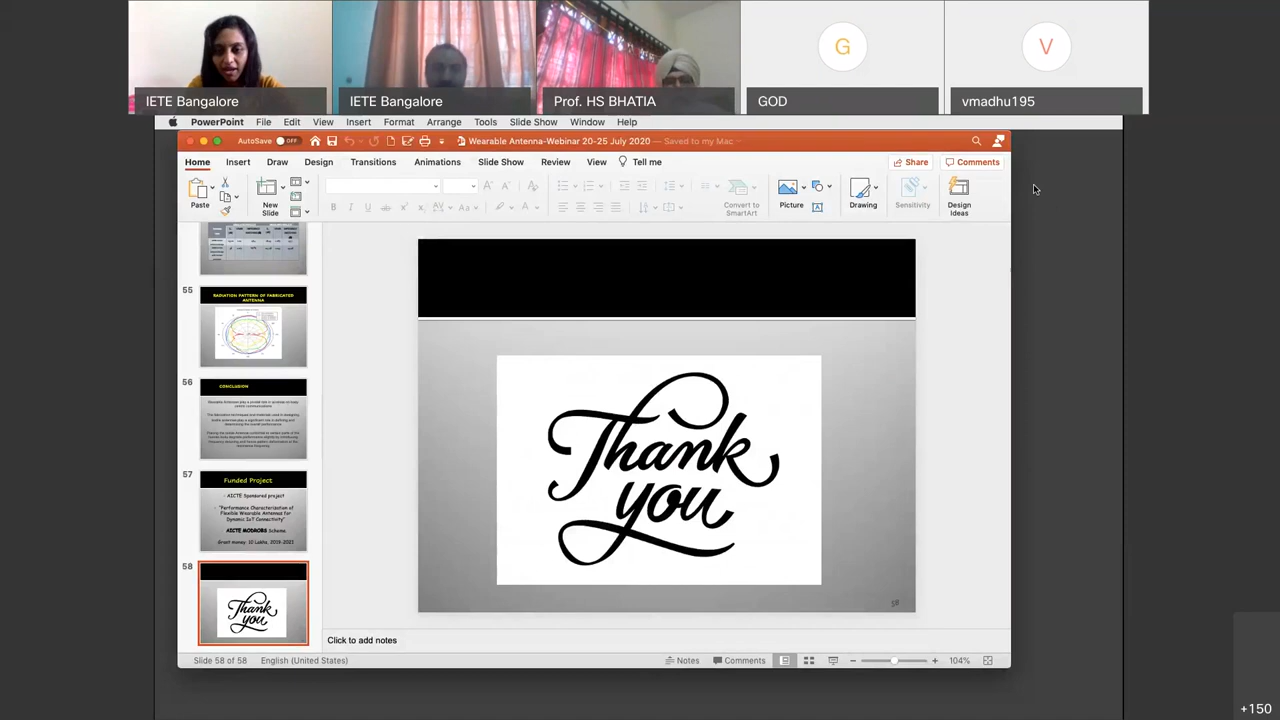 IETE Bangalore
IETE Bangalore
Prof. HS BHATIA
G
GOD
V
vmadhu195
PowerPoint File Edit View Insert Format Arrange Tools Slide Show Window Help
AutoSave OFF
Wearable Antenna-Webinar 20-25 July 2020 — Saved to my Mac
Home Insert Draw Design Transitions Animations Slide Show Review View Tell me
Share Comments
Paste
New
Slide
Convert to
SmartArt
Picture
Drawing
Sensitivity
Design
Ideas
55
RADIATION PATTERN OF FABRICATED
ANTENNA
56
CONCLUSION
57
Funded Project
- AICTE Sponsored project
- "Performance Characterization of
Flexible Wearable Antennas for
Dynamic IoT Connectivity"
AICTE MODROBS Scheme.
Grant money: 10 Lakhs, 2019-2021
58
Thank
you
Thank
you
58
Click to add notes
Slide 58 of 58 English (United States)
Notes Comments 104%
+150